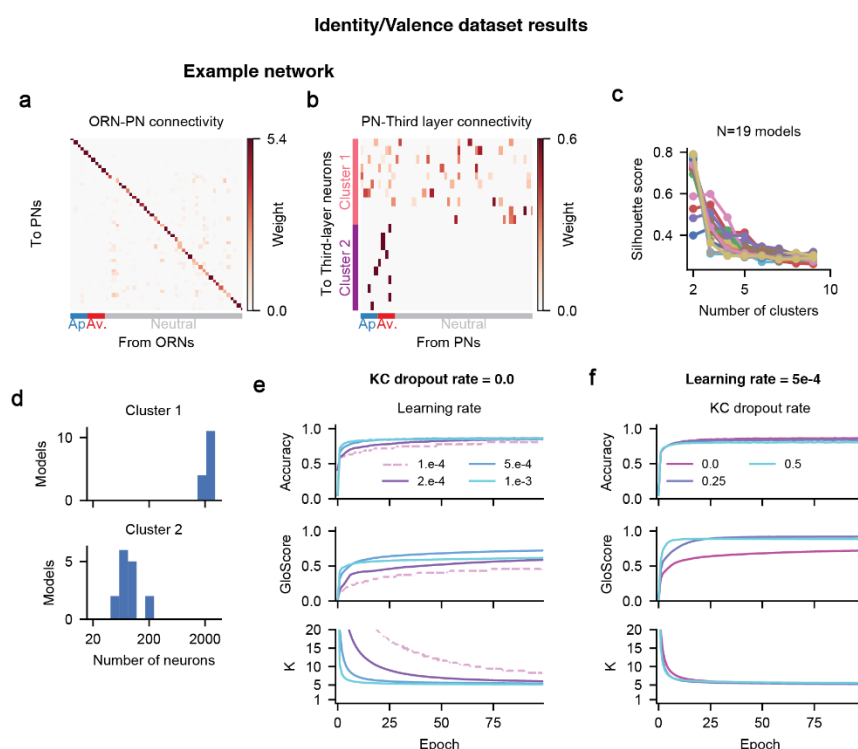 Identity/Valence dataset results
Example network
a
ORN-PN connectivity
To PNs
5.4
Weight
0.0
Ap.
Av.
Neutral
From ORNs
b
PN-Third layer connectivity
To Third-layer neurons
Cluster 1
Cluster 2
0.6
Weight
0.0
Ap
Av.
Neutral
From PNs
c
N=19 models
Silhouette score
0.8
0.6
0.4
2
10
Number of clusters
d
Cluster 1
Models
10
0
Cluster 2
Models
5
0
20
200
2000
Number of neurons
e
KC dropout rate = 0.0
Learning rate
Accuracy
1.0
0.5
0.0
1.e-4
5.e-4
2.e-4
1.e-3
GloScore
1.0
0.5
0.0
K
20
15
10
5
1
0
25
50
75
Epoch
f
Learning rate = 5e-4
KC dropout rate
Accuracy
1.0
0.5
0.0
0.0
0.5
0.25
GloScore
1.0
0.5
0.0
K
20
15
10
5
1
0
25
50
75
Epoch